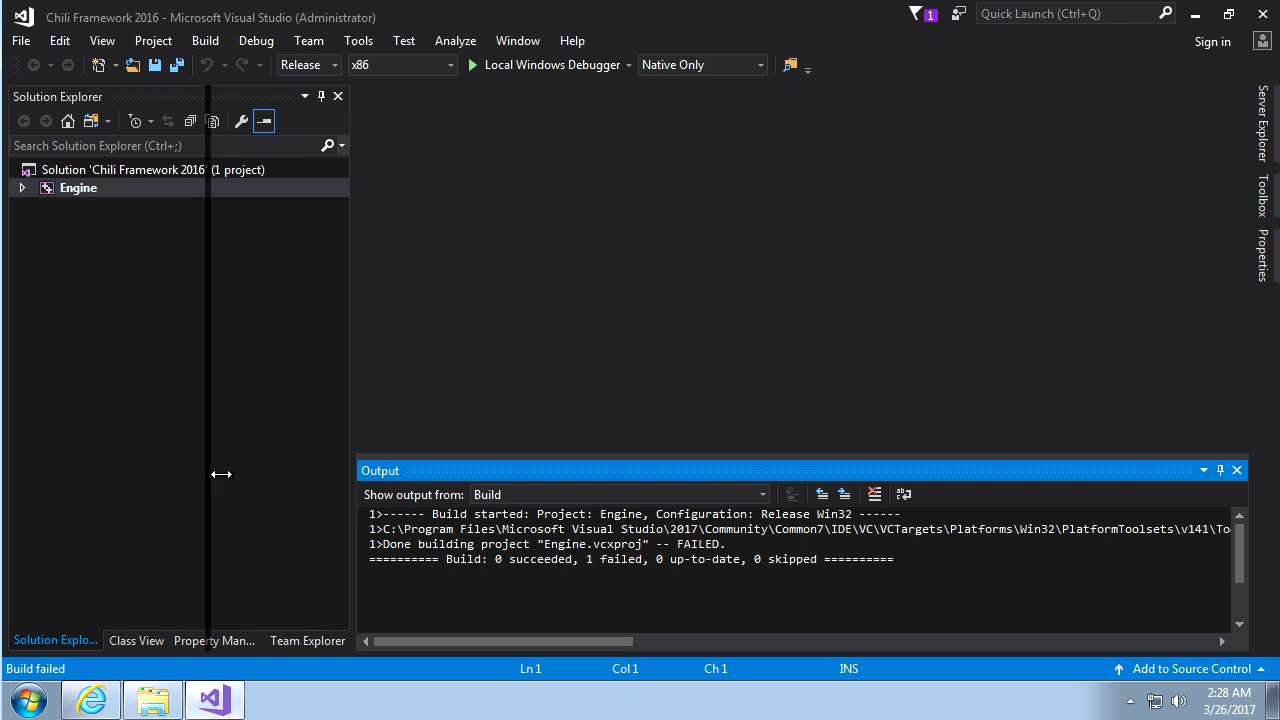 Chili Framework 2016 - Microsoft Visual Studio (Administrator)
1
Quick Launch (Ctrl+Q)
File Edit View Project Build Debug Team Tools Test Analyze Window Help
Sign in
Release x86 Local Windows Debugger Native Only
Solution Explorer
Search Solution Explorer (Ctrl+;)
Solution 'Chili Framework 2016' (1 project)
Engine
Server Explorer
Toolbox
Properties
Output
Show output from: Build
1>------ Build started: Project: Engine, Configuration: Release Win32 ------
1>C:\Program Files\Microsoft Visual Studio\2017\Community\Common7\IDE\VC\VCTargets\Platforms\Win32\PlatformToolsets\v141\To
1>Done building project "Engine.vcxproj" -- FAILED.
========== Build: 0 succeeded, 1 failed, 0 up-to-date, 0 skipped ==========
Solution Explo... Class View Property Man... Team Explorer
Build failed Ln 1 Col 1 Ch 1 INS Add to Source Control
2:28 AM
3/26/2017